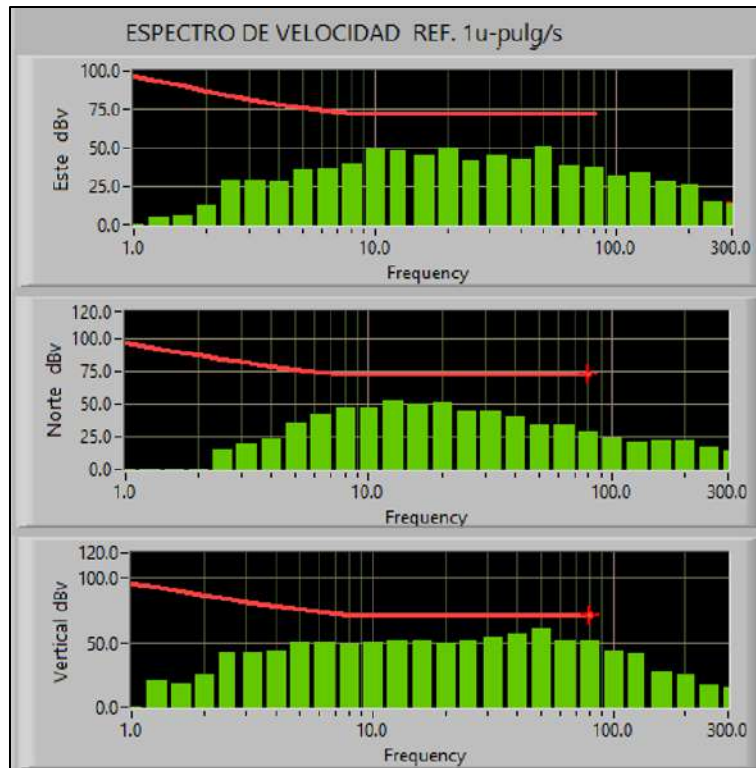 ESPECTRO DE VELOCIDAD REF. 1u-pulg/s
100.0
75.0
50.0
25.0
0.0
Este dBv
1.0 10.0 100.0 300.0
Frequency
120.0
100.0
75.0
50.0
25.0
0.0
Norte dBv
1.0 10.0 100.0 300.0
Frequency
120.0
100.0
50.0
0.0
Vertical dBv
1.0 10.0 100.0 300.0
Frequency